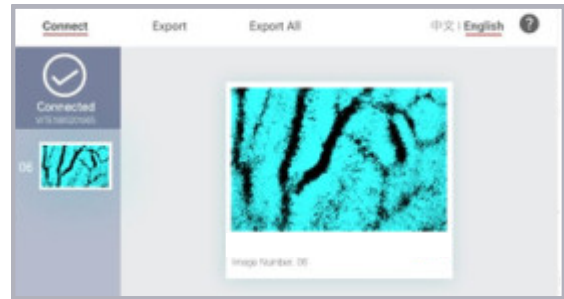 Connect Export Export All 中文 | English ?
Connected
06
Image Number: 06